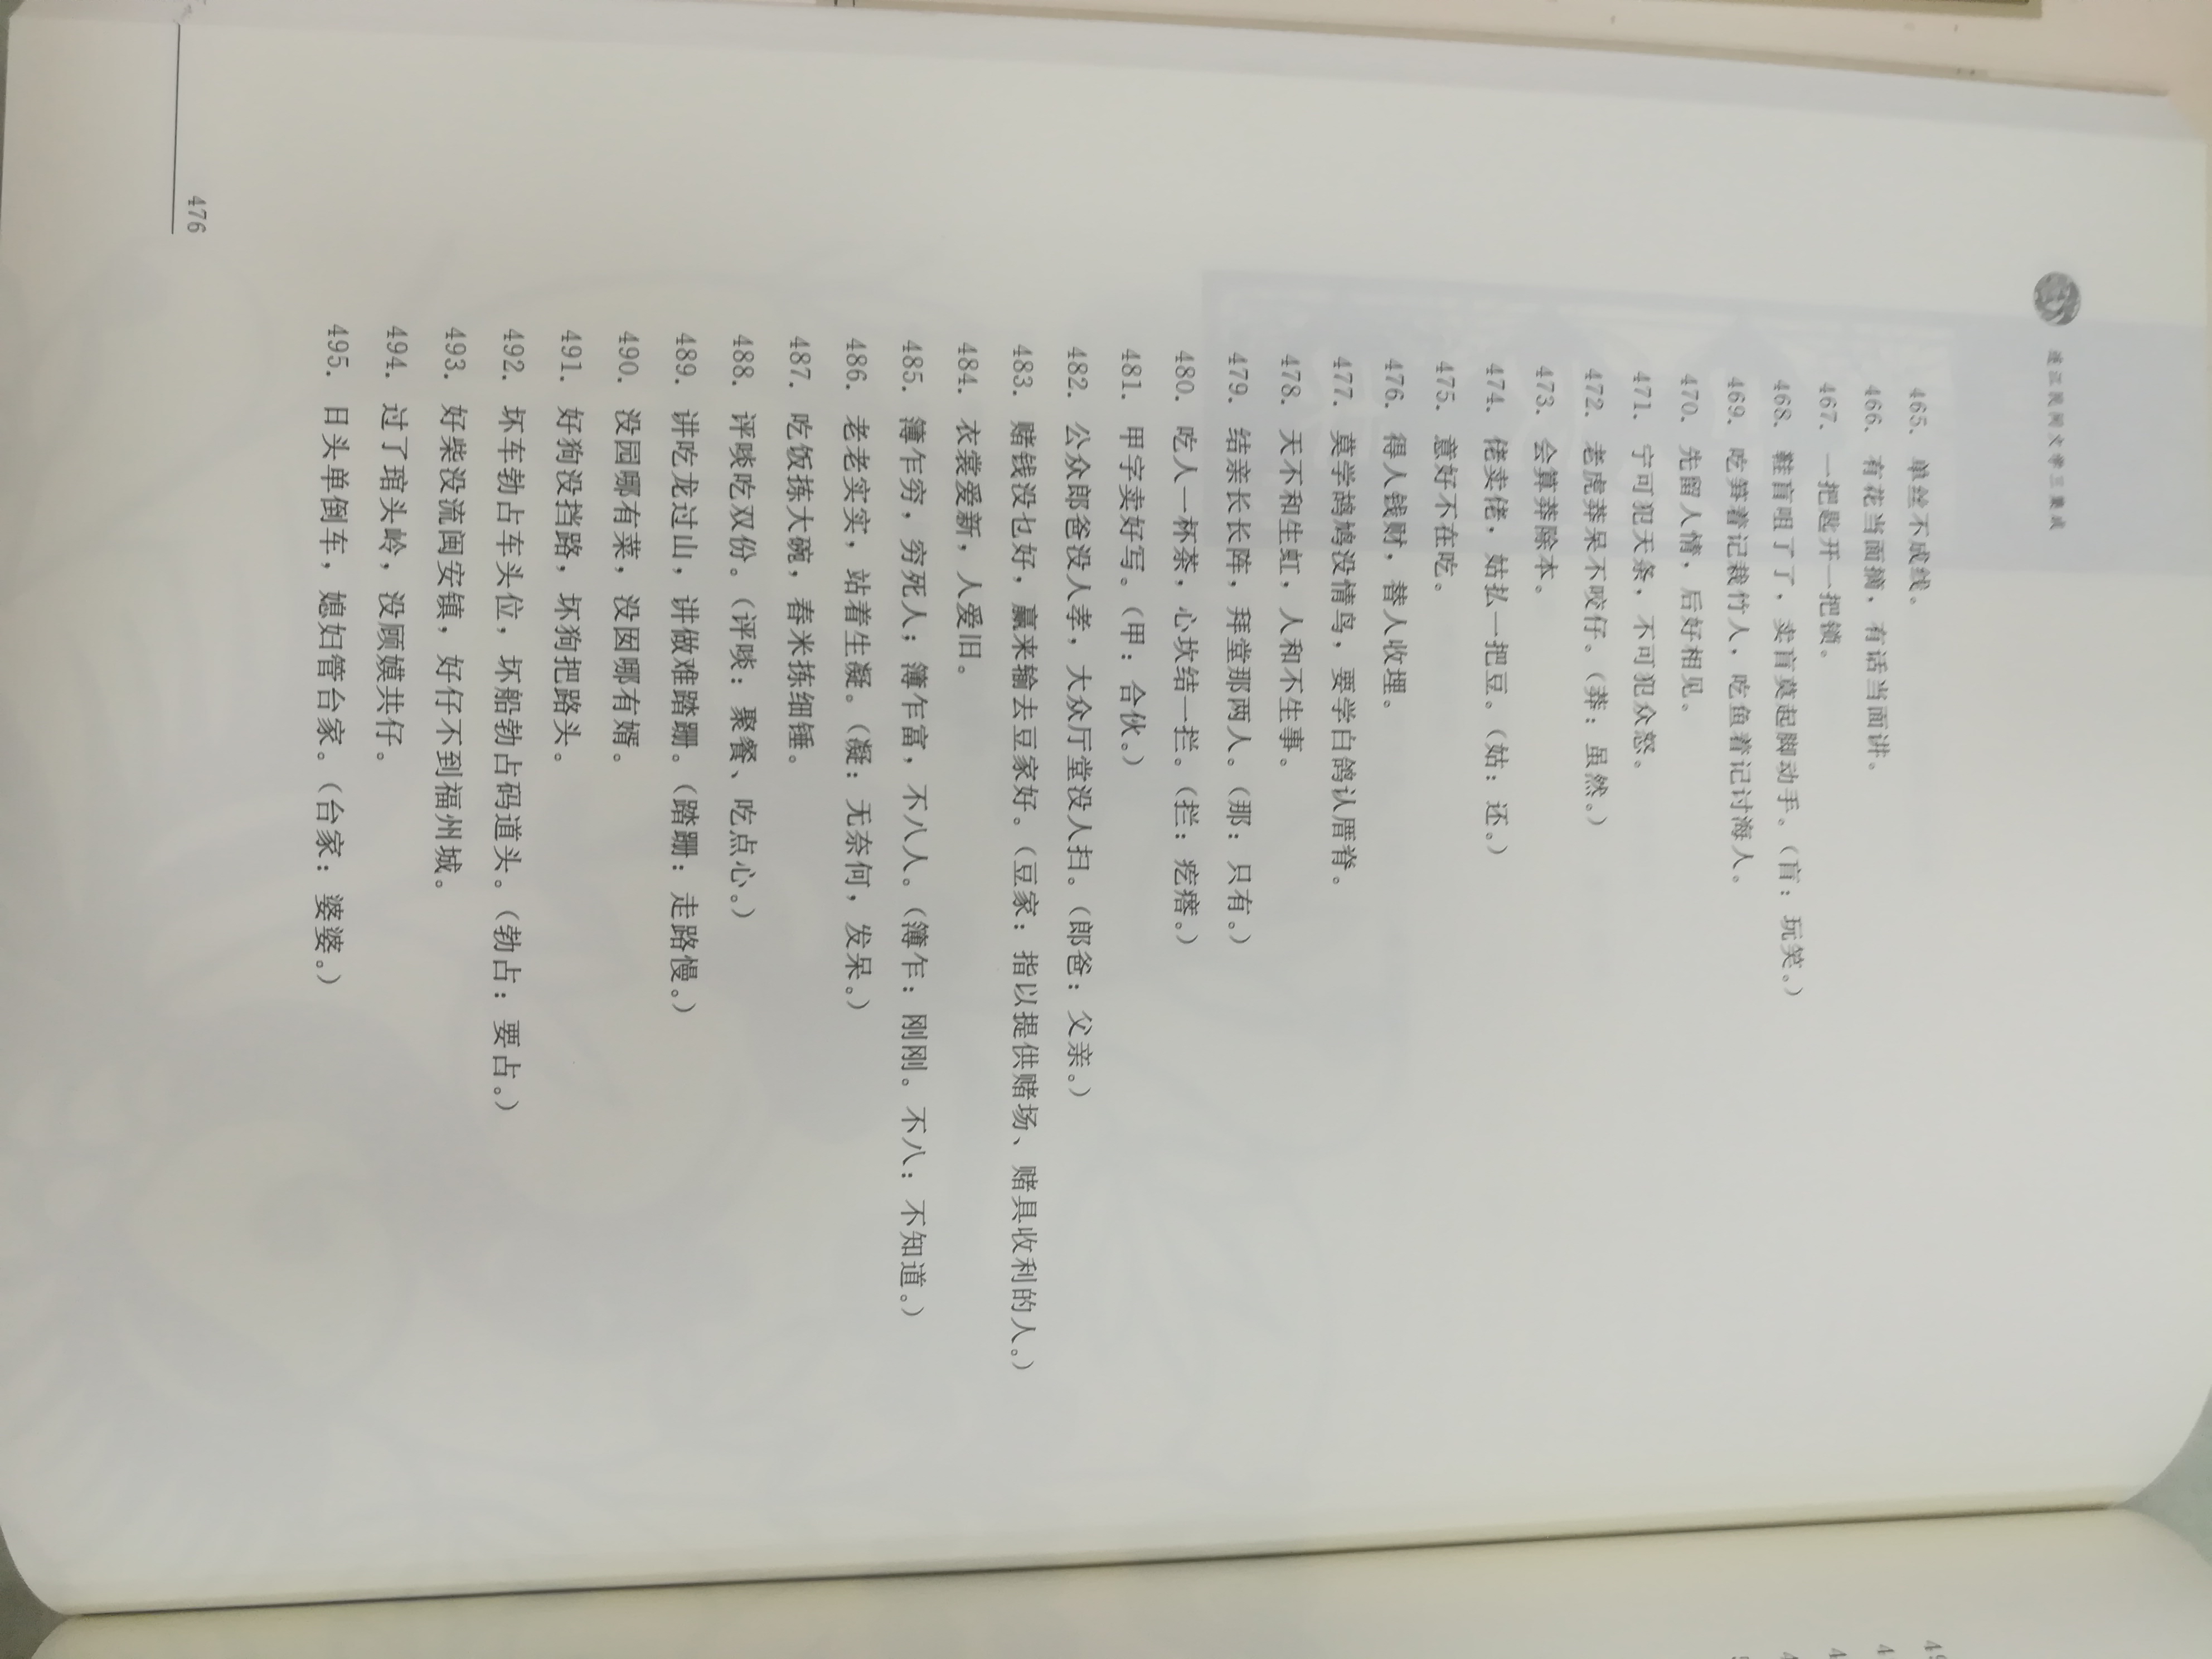 连江民间文学三集成
465. 单丝不成线。
466. 有花当面摘，有话当面讲。
467. 一把匙开一把锁。
468. 鞋盲咀了了，卖盲莫起脚动手。（盲：玩笑。）
469. 吃笋着记栽竹人，吃鱼着记讨海人。
470. 先留人情，后好相见。
471. 宁可犯天条，不可犯众怒。
472. 老虎莽呆不咬仔。（莽：虽然。）
473. 会算莽除本。
474. 佬卖佬，姑払一把豆。（姑：还。）
475. 意好不在吃。
476. 得人钱财，替人收埋。
477. 莫学鸪鸠没情鸟，要学白鸽认厝脊。
478. 天不和生虹，人和不生事。
479. 结亲长长阵，拜堂那两人。（那：只有。）
480. 吃人一杯茶，心坎结一拦。（拦：疙瘩。）
481. 甲字卖好写。（甲：合伙。）
482. 公众郎爸没人孝，大众厅堂没人扫。（郎爸：父亲。）
483. 赌钱没乜好，赢来输去豆家好。（豆家：指以提供赌场、赌具收利的人。）
484. 衣裳爱新，人爱旧。
485. 簿乍穷，穷死人；簿乍富，不八人。（簿乍：刚刚。不八：不知道。）
486. 老老实实，站着生凝。（凝：无奈何，发呆。）
487. 吃饭拣大碗，舂米拣细锤。
488. 评啖吃双份。（评啖：聚餐、吃点心。）
489. 讲吃龙过山，讲做难踏跚。（踏跚：走路慢。）
490. 没园哪有菜，没囡哪有婿。
491. 好狗没挡路，坏狗把路头。
492. 坏车勃占车头位，坏船勃占码道头。（勃占：要占。）
493. 好柴没流闽安镇，好仔不到福州城。
494. 过了琯头岭，没顾嫫共仔。
495. 日头单倒车，媳妇管台家。（台家：婆婆。）
476